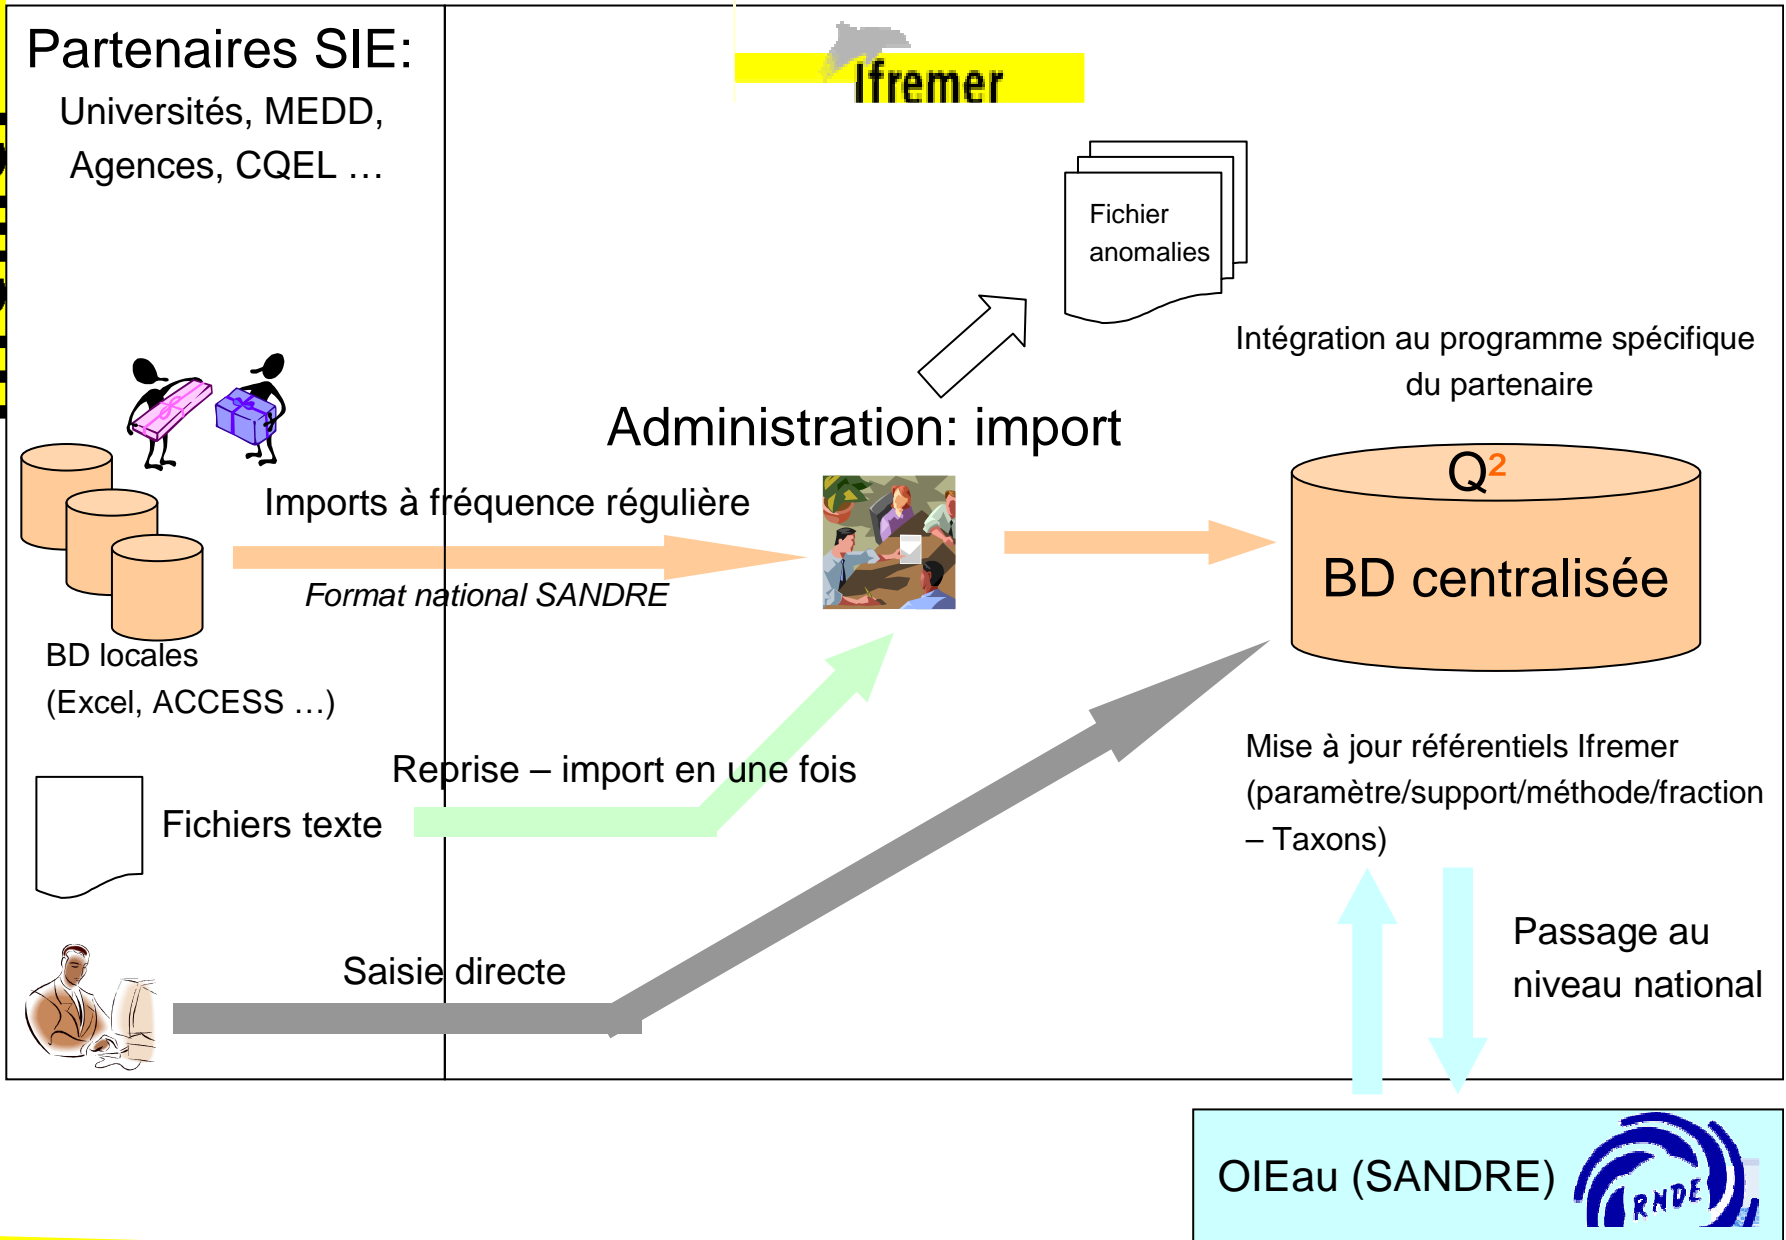 Partenaires SIE:
Universités, MEDD,
Agences, CQEL …
Ifremer
Fichier
anomalies
Intégration au programme spécifique
du partenaire
Administration: import
Q²
BD centralisée
Imports à fréquence régulière
Format national SANDRE
BD locales
(Excel, ACCESS …)
Reprise – import en une fois
Fichiers texte
Mise à jour référentiels Ifremer
(paramètre/support/méthode/fraction
– Taxons)
Saisie directe
Passage au
niveau national
OIEau (SANDRE)
RNDE